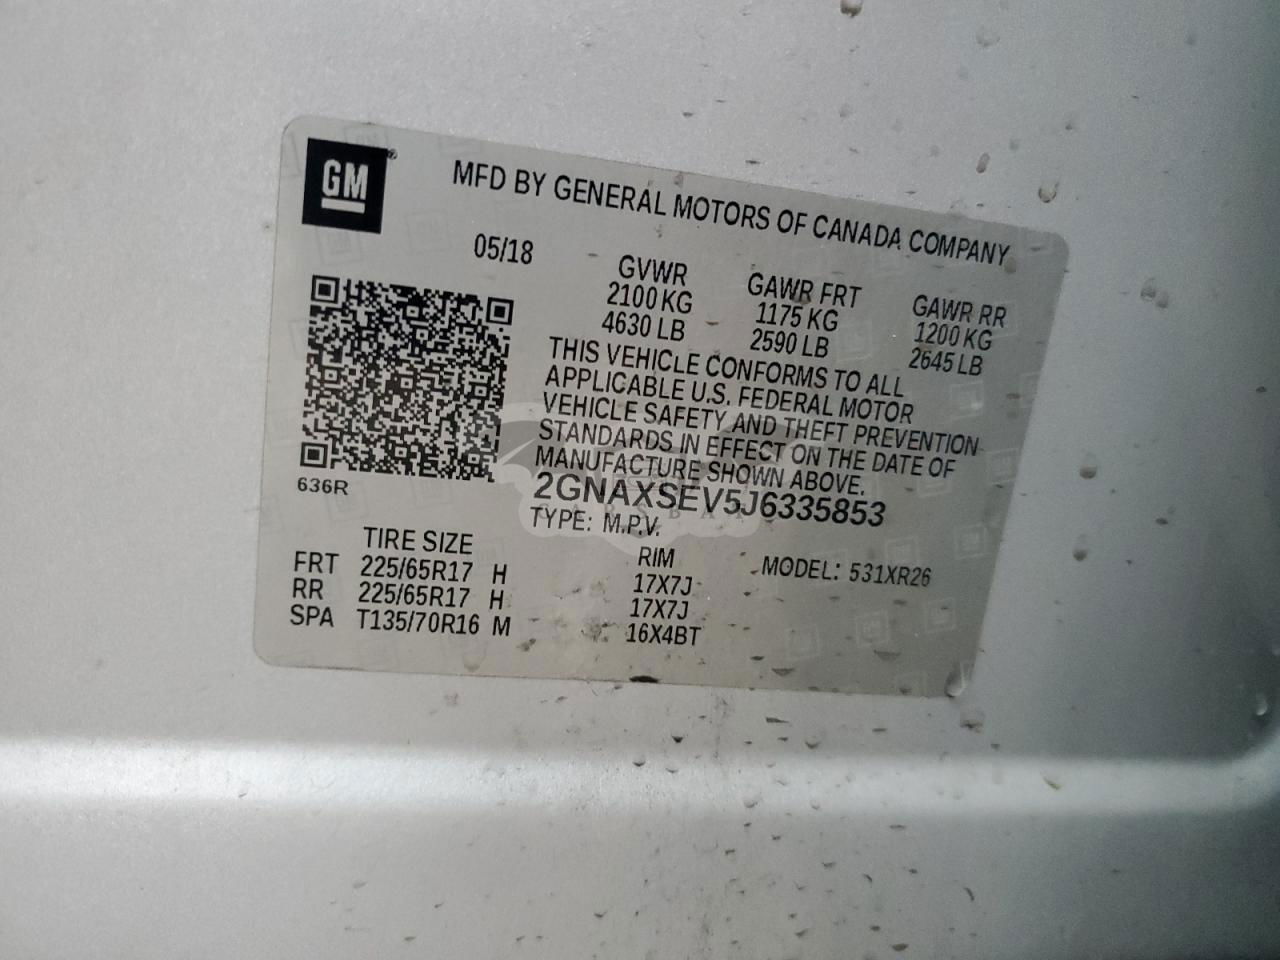 GM
MFD BY GENERAL MOTORS OF CANADA COMPANY
05/18
GVWR GAWR FRT GAWR RR
2100 KG 1175 KG 1200 KG
4630 LB 2590 LB 2645 LB
THIS VEHICLE CONFORMS TO ALL
APPLICABLE U.S. FEDERAL MOTOR
VEHICLE SAFETY AND THEFT PREVENTION
STANDARDS IN EFFECT ON THE DATE OF
MANUFACTURE SHOWN ABOVE.
2GNAXSEV5J6335853
636R
TYPE: M.P.V. MODEL: 531XR26
TIRE SIZE RIM
FRT 225/65R17 H 17X7J
RR 225/65R17 H 17X7J
SPA T135/70R16 M 16X4BT